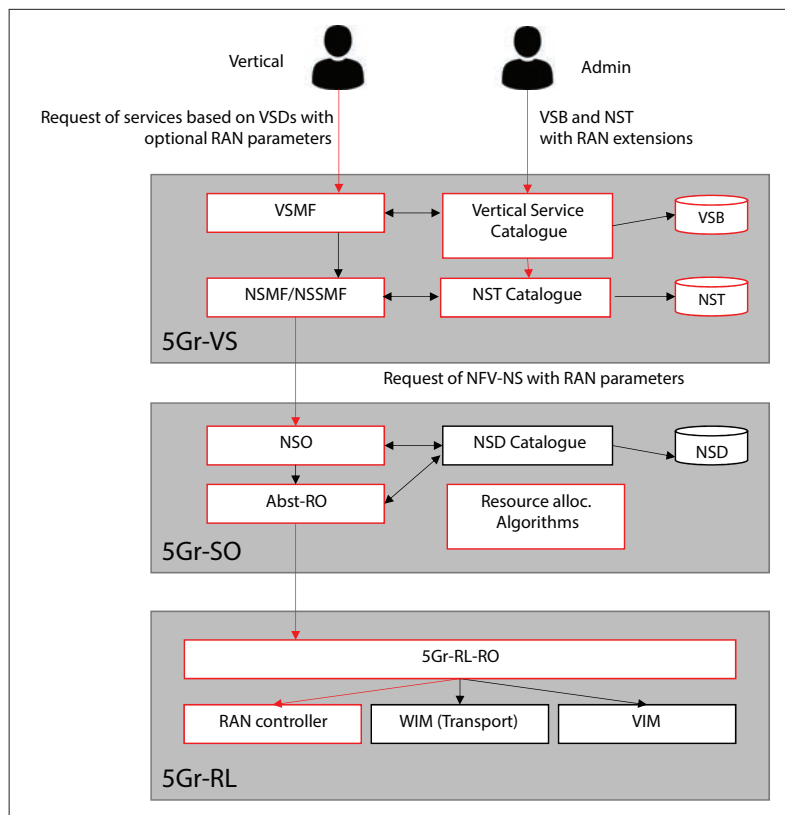 Vertical
Admin
Request of services based on VSDs with
optional RAN parameters
VSB and NST
with RAN extensions
VSMF
Vertical Service
Catalogue
VSB
NSMF/NSSMF
NST Catalogue
NST
5Gr-VS
Request of NFV-NS with RAN parameters
NSO
NSD Catalogue
NSD
Abst-RO
Resource alloc.
Algorithms
5Gr-SO
5Gr-RL-RO
RAN controller
WIM (Transport)
VIM
5Gr-RL